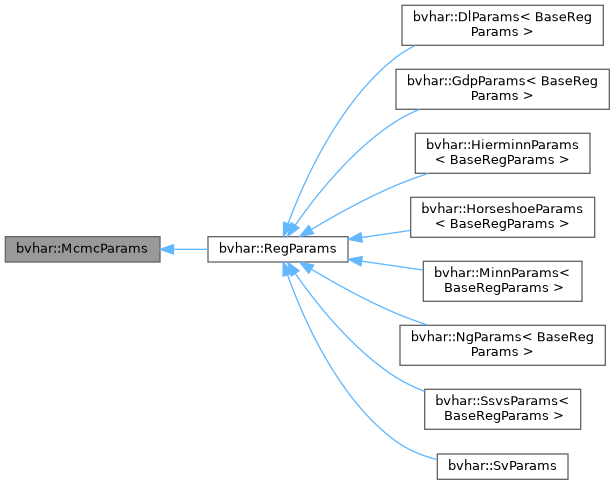 bvhar::DlParams< BaseReg
Params >
bvhar::GdpParams< BaseReg
Params >
bvhar::HierminnParams
< BaseRegParams >
bvhar::HorseshoeParams
< BaseRegParams >
bvhar::McmcParams
bvhar::RegParams
bvhar::MinnParams<
BaseRegParams >
bvhar::NgParams< BaseReg
Params >
bvhar::SsvsParams<
BaseRegParams >
bvhar::SvParams